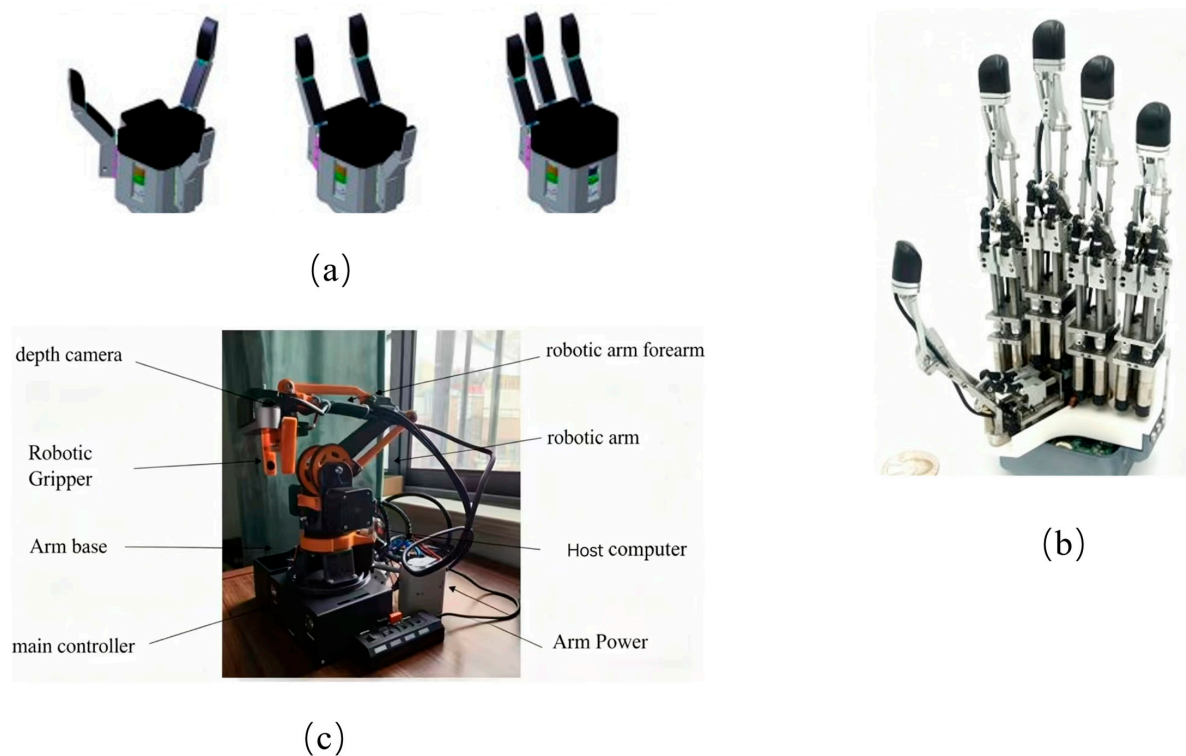 (a)
(b)
depth camera
robotic arm forearm
robotic arm
Robotic
Gripper
Arm base
Host computer
main controller
Arm Power
(c)